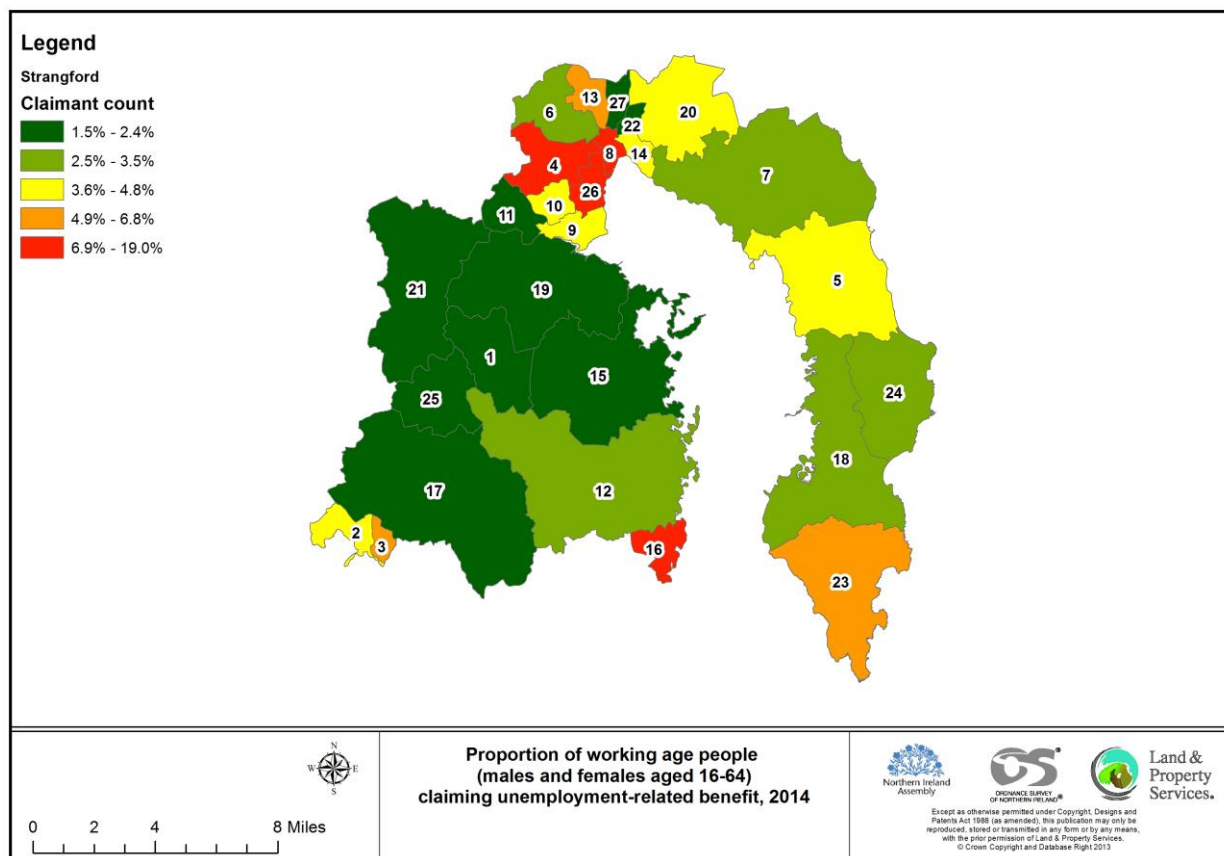 Legend
Strangford
Claimant count
1.5% - 2.4%
2.5% - 3.5%
3.6% - 4.8%
4.9% - 6.8%
6.9% - 19.0%
13
27
20
6
22
8
14
4
7
26
10
11
9
5
21
19
1
15
24
25
18
17
12
2
3
16
23
N
W
E
S
0 2 4 8 Miles
Proportion of working age people
(males and females aged 16-64)
claiming unemployment-related benefit, 2014
Northern Ireland
Assembly
OS®
ORDNANCE SURVEY
OF NORTHERN IRELAND®
Land &
Property
Services.®
Except as otherwise permitted under Copyright, Designs and
Patents Act 1988 (as amended), this publication may only be
reproduced, stored or transmitted in any form or by any means,
with the prior permission of Land & Property Services.
© Crown Copyright and Database Right 2013